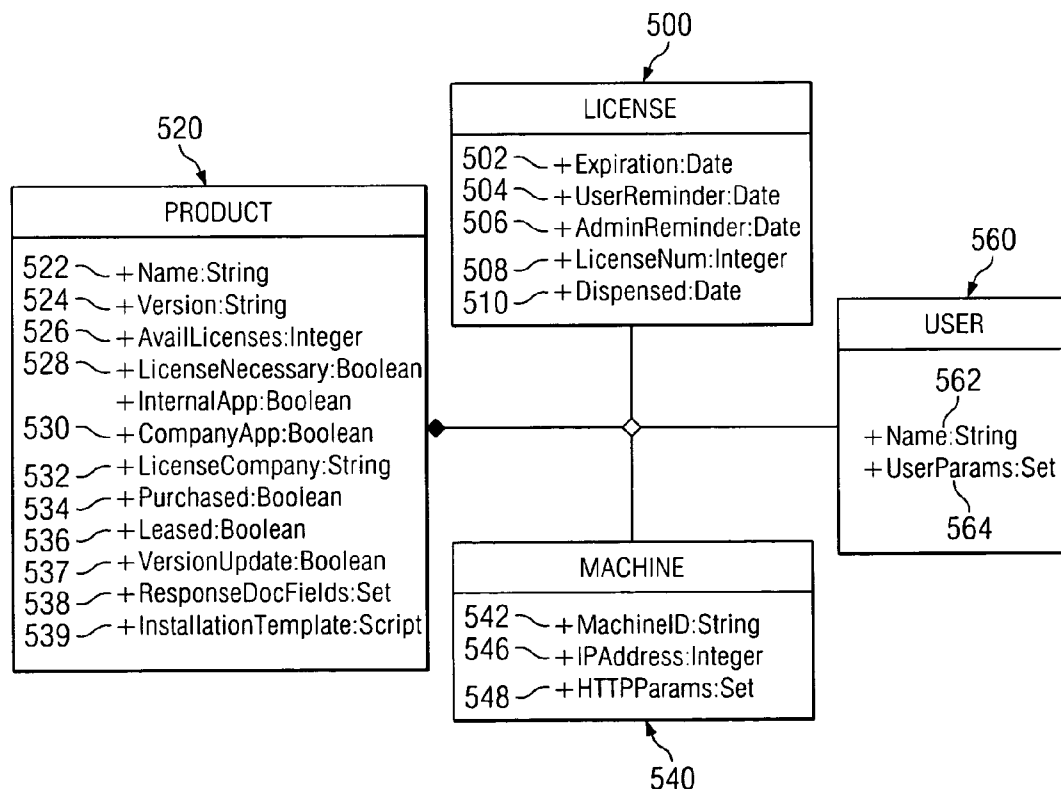 500
LICENSE
502 +Expiration:Date
504 +UserReminder:Date
506 +AdminReminder:Date
508 +LicenseNum:Integer
510 +Dispensed:Date
520
PRODUCT
522 +Name:String
524 +Version:String
526 +AvailLicenses:Integer
528 +LicenseNecessary:Boolean
+InternalApp:Boolean
530 +CompanyApp:Boolean
532 +LicenseCompany:String
534 +Purchased:Boolean
536 +Leased:Boolean
537 +VersionUpdate:Boolean
538 +ResponseDocFields:Set
539 +InstallationTemplate:Script
560
USER
562
+Name:String
+UserParams:Set
564
MACHINE
542 +MachineID:String
546 +IPAddress:Integer
548 +HTTPParams:Set
540